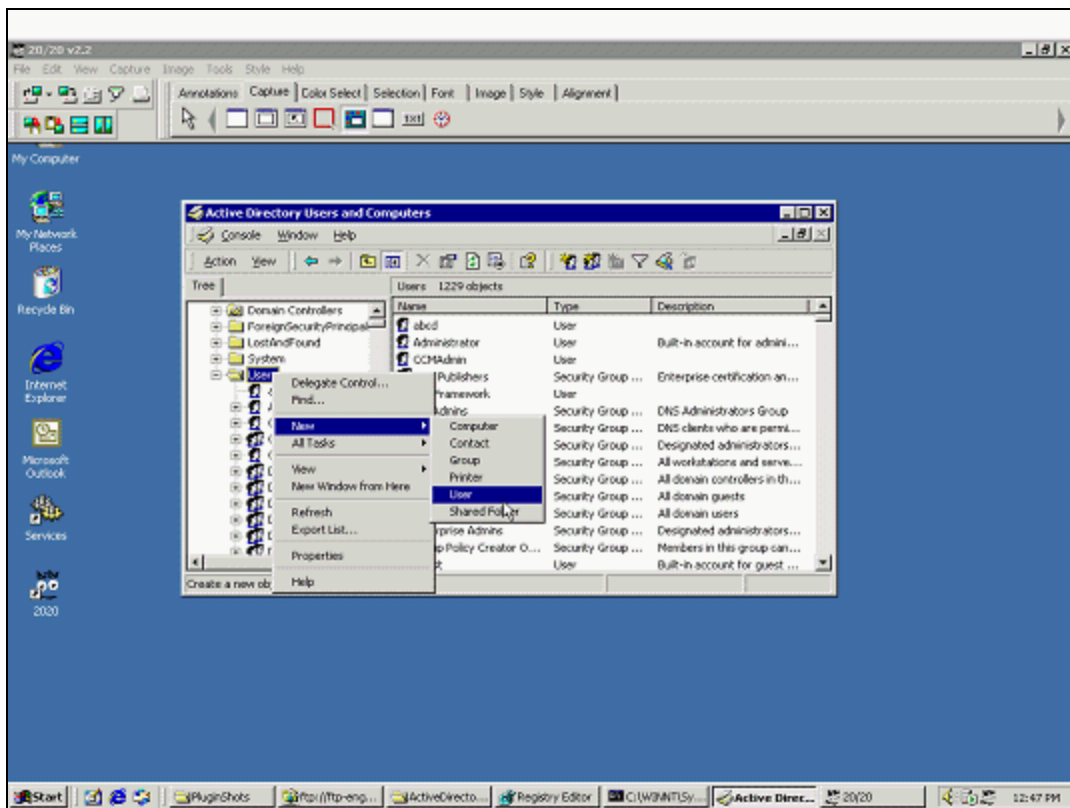 20/20 v2.2
File Edit View Capture Image Tools Style Help
Annotations Capture Color Select Selection Font Image Style Alignment
My Computer
My Network
Places
Recycle Bin
Internet
Explorer
Microsoft
Outlook
Services
2020
Active Directory Users and Computers
Console Window Help
Action View
Tree
Users 1229 objects
Name Type Description
Domain Controllers
ForeignSecurityPrincipal
LostAndFound
System
User
abcd User
Administrator User Built-in account for admini...
CCMAdmin User
Publishers Security Group ... Enterprise certification an...
Framework User
Admins Security Group ... DNS Administrators Group
Security Group ... DNS clients who are permi...
Security Group ... Designated administrators...
Security Group ... All workstations and serve...
Security Group ... All domain controllers in th...
Security Group ... All domain guests
Security Group ... All domain users
rprise Admins Security Group ... Designated administrators...
p Policy Creator O... Security Group ... Members in this group can...
t User Built-in account for guest ...
Delegate Control...
Find...
New
All Tasks
View
New Window from Here
Refresh
Export List...
Properties
Help
Computer
Contact
Group
Printer
User
Shared Folder
Create a new obj
Start PluginShots ftp://ftp-eng... ActiveDirecto... Registry Editor C:\WINNT\Sy... Active Direc... 20/20 12:47 PM